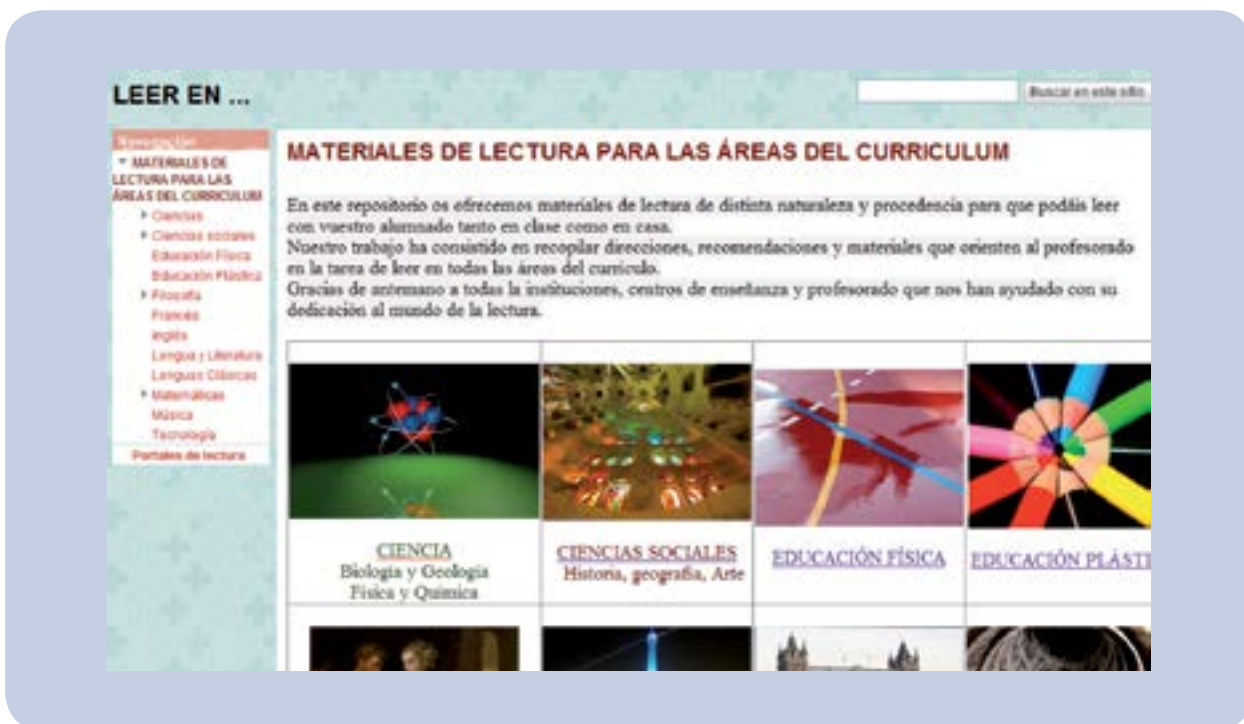 LEER EN ...
Buscar en este sitio
Navegación
MATERIALES DE
LECTURA PARA LAS
ÁREAS DEL CURRICULUM
Ciencias
Ciencias sociales
Educación Física
Educación Plástica
Filosofía
Francés
Inglés
Lengua y Literatura
Lenguas Clásicas
Matemáticas
Música
Tecnología
Portales de lectura
MATERIALES DE LECTURA PARA LAS ÁREAS DEL CURRICULUM
En este repositorio os ofrecemos materiales de lectura de distinta naturaleza y procedencia para que podáis leer
con vuestro alumnado tanto en clase como en casa.
Nuestro trabajo ha consistido en recopilar direcciones, recomendaciones y materiales que orienten al profesorado
en la tarea de leer en todas las áreas del currículo.
Gracias de antemano a todas la instituciones, centros de enseñanza y profesorado que nos han ayudado con su
dedicación al mundo de la lectura.
CIENCIA
Biología y Geología
Física y Química
CIENCIAS SOCIALES
Historia, geografía, Arte
EDUCACIÓN FÍSICA
EDUCACIÓN PLÁSTI